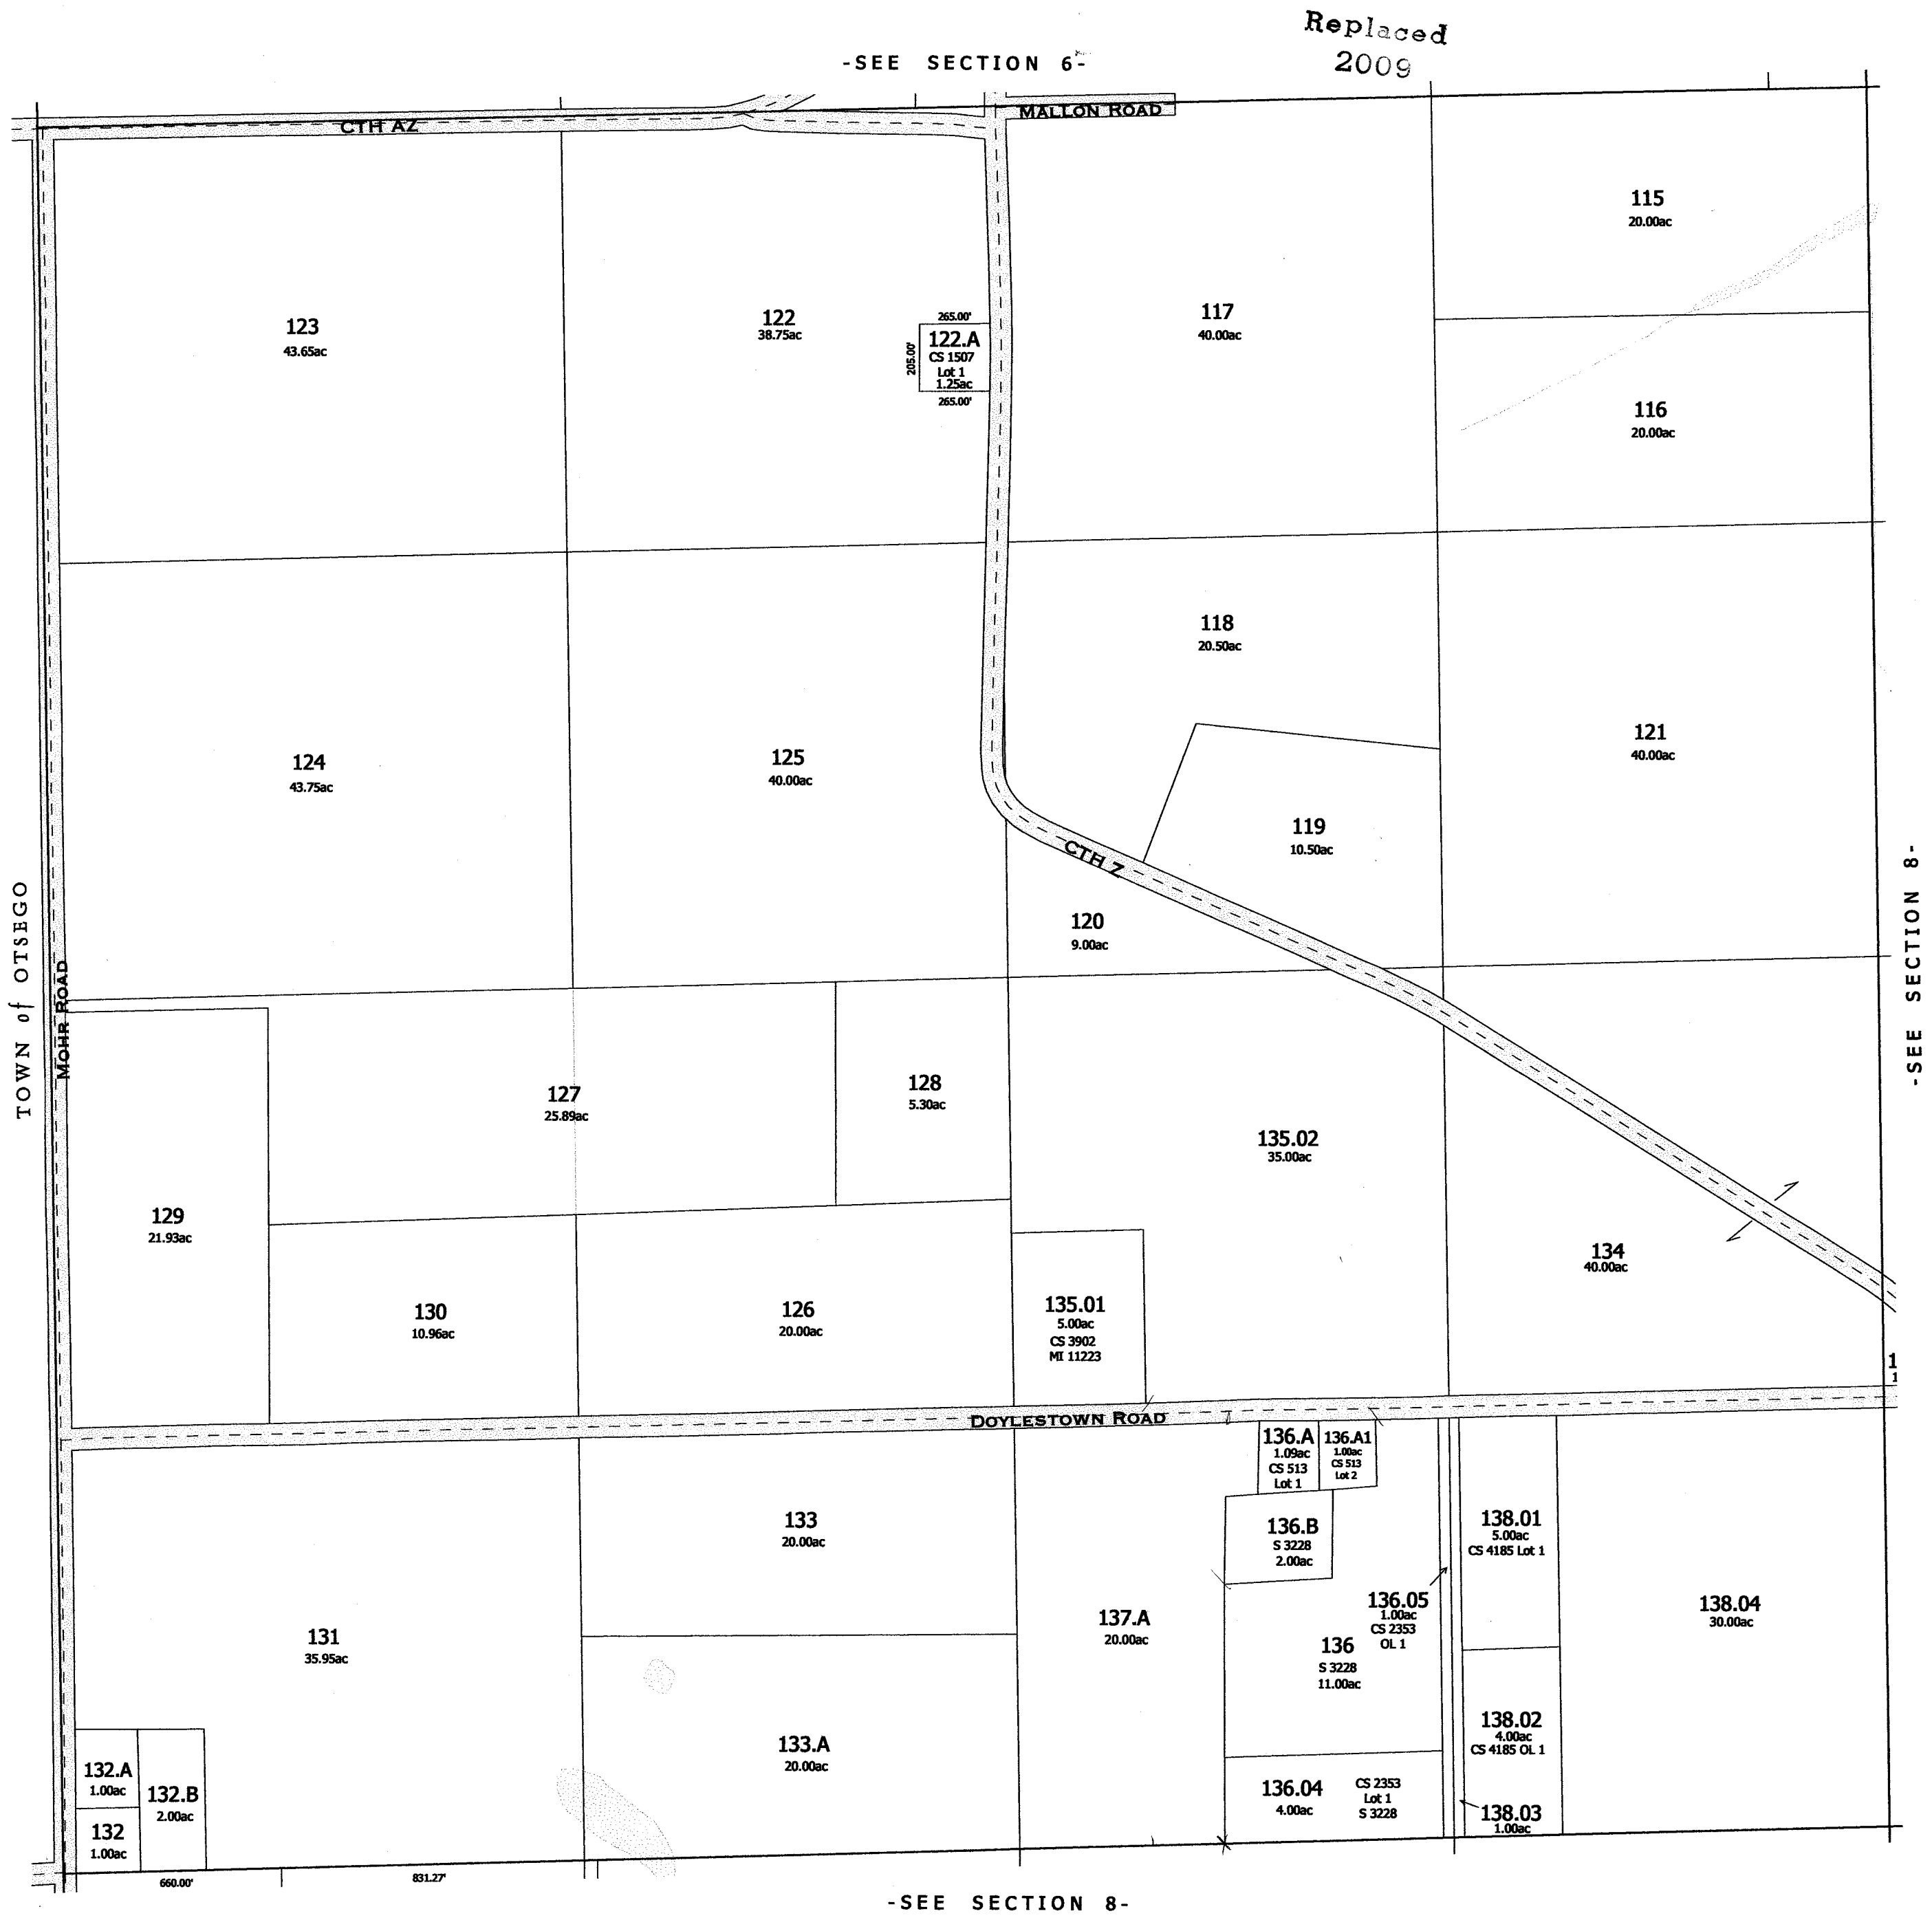 Replaced
2009
-SEE SECTION 6-
CTH AZ
MALLON ROAD
115
20.00ac
123
43.65ac
122
38.75ac
265.00'
205.00'
122.A
CS 1507
Lot 1
1.25ac
265.00'
117
40.00ac
116
20.00ac
118
20.50ac
124
43.75ac
125
40.00ac
121
40.00ac
119
10.50ac
CTH Z
120
9.00ac
TOWN of OTSEGO
MOHR ROAD
-SEE SECTION 8-
127
25.89ac
128
5.30ac
135.02
35.00ac
129
21.93ac
134
40.00ac
130
10.96ac
126
20.00ac
135.01
5.00ac
CS 3902
MI 11223
1
1
DOYLESTOWN ROAD
136.A
1.09ac
CS 513
Lot 1
136.A1
1.00ac
CS 513
Lot 2
133
20.00ac
136.B
S 3228
2.00ac
138.01
5.00ac
CS 4185 Lot 1
131
35.95ac
137.A
20.00ac
136.05
1.00ac
CS 2353
OL 1
136
S 3228
11.00ac
138.04
30.00ac
133.A
20.00ac
138.02
4.00ac
CS 4185 OL 1
132.A
1.00ac
132.B
2.00ac
132
1.00ac
136.04
4.00ac
CS 2353
Lot 1
S 3228
138.03
1.00ac
660.00'
831.27'
-SEE SECTION 8-